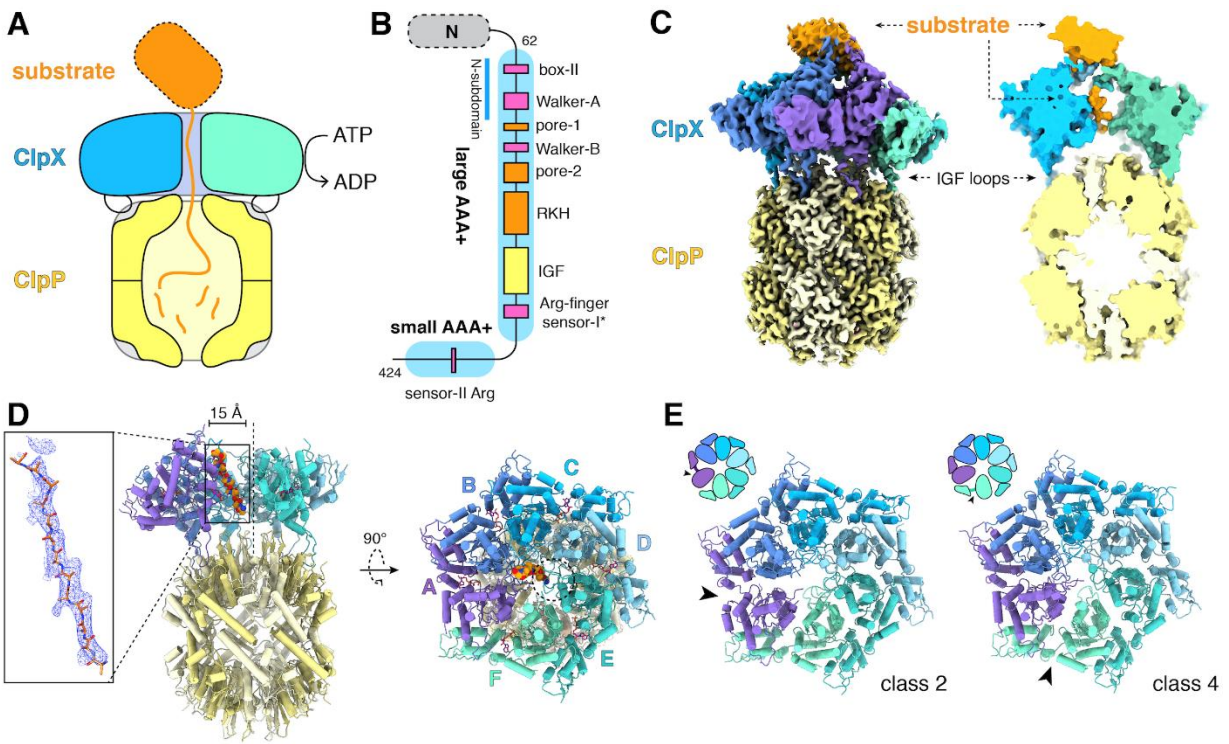 A
substrate
ClpX
ATP
ADP
ClpP
B
N
62
N-subdomain
box-II
Walker-A
pore-1
Walker-B
pore-2
large AAA+
RKH
IGF
Arg-finger
sensor-I*
small AAA+
424
sensor-II Arg
C
substrate
ClpX
IGF loops
ClpP
D
15 Å
90°
A
B
C
D
E
F
E
class 2
class 4